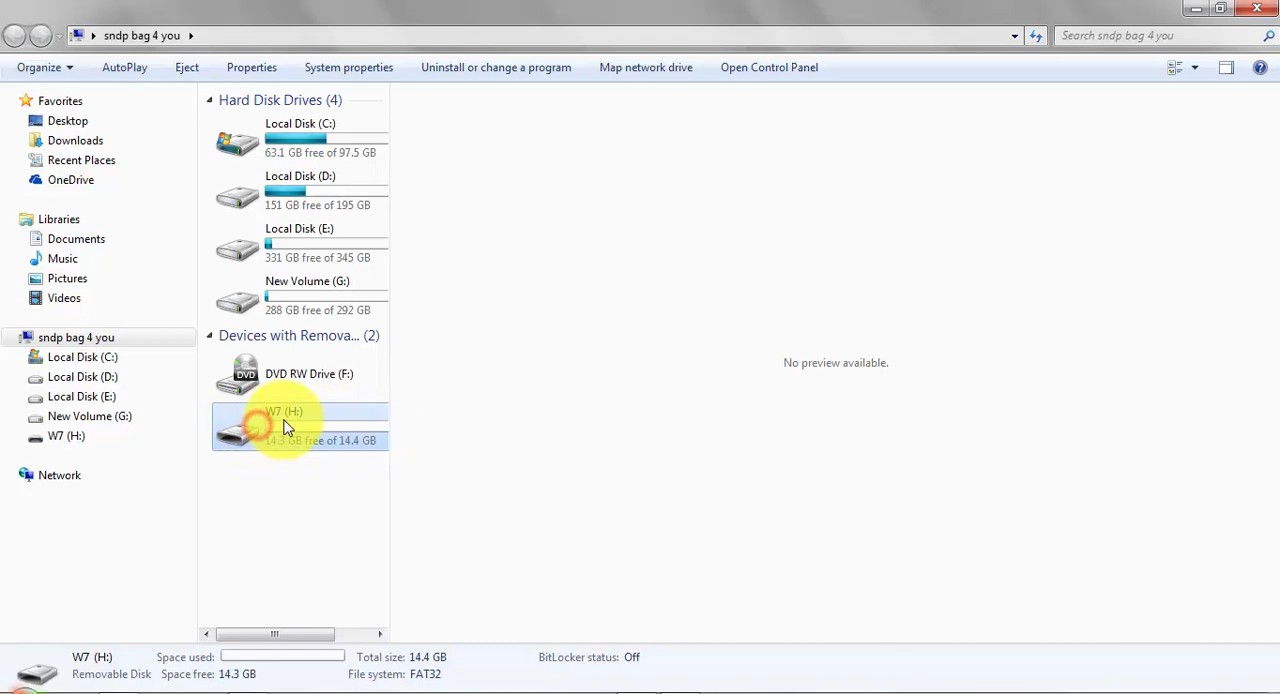 sndp bag 4 you
Search sndp bag 4 you
Organize AutoPlay Eject Properties System properties Uninstall or change a program Map network drive Open Control Panel
Favorites
Desktop
Downloads
Recent Places
OneDrive
Libraries
Documents
Music
Pictures
Videos
sndp bag 4 you
Local Disk (C:)
Local Disk (D:)
Local Disk (E:)
New Volume (G:)
W7 (H:)
Network
Hard Disk Drives (4)
Local Disk (C:)
63.1 GB free of 97.5 GB
Local Disk (D:)
151 GB free of 195 GB
Local Disk (E:)
331 GB free of 345 GB
New Volume (G:)
288 GB free of 292 GB
Devices with Remova... (2)
DVD
DVD RW Drive (F:)
W7 (H:)
14.3 GB free of 14.4 GB
No preview available.
W7 (H:) Space used: Total size: 14.4 GB BitLocker status: Off
Removable Disk Space free: 14.3 GB File system: FAT32